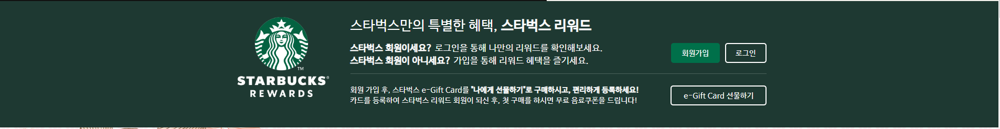 스타벅스만의 특별한 혜택, 스타벅스 리워드
스타벅스 회원이세요? 로그인을 통해 나만의 리워드를 확인해보세요.
스타벅스 회원이 아니세요? 가입을 통해 리워드 혜택을 즐기세요.
회원가입
로그인
TM
STARBUCKS®
REWARDS
회원 가입 후, 스타벅스 e-Gift Card를 "나에게 선물하기"로 구매하시고, 편리하게 등록하세요!
카드를 등록하여 스타벅스 리워드 회원이 되신 후, 첫 구매를 하시면 무료 음료쿠폰을 드립니다!
e-Gift Card 선물하기